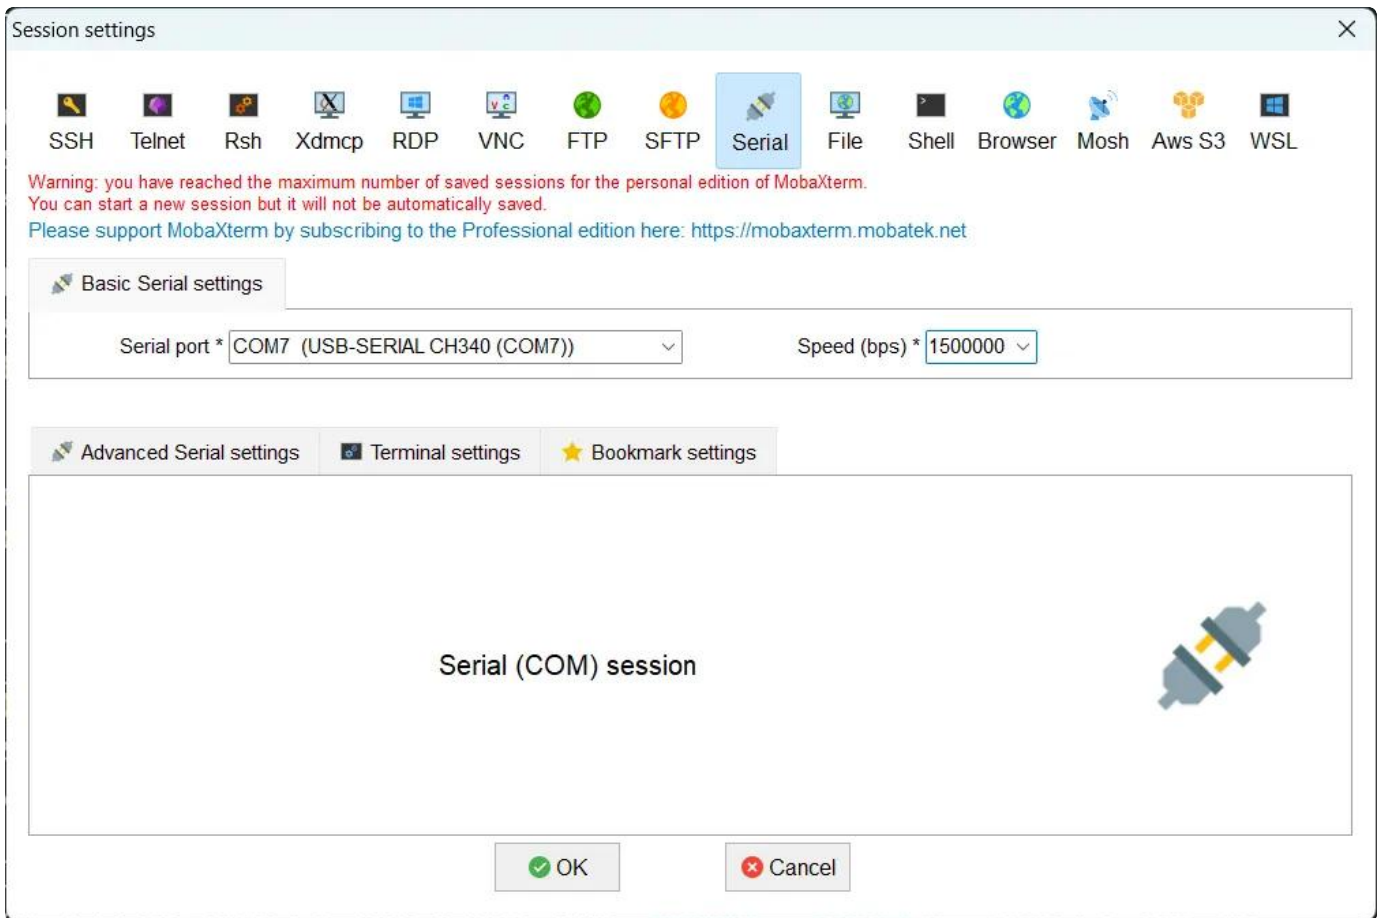 Session settings
SSH Telnet Rsh Xdmcp RDP VNC FTP SFTP Serial File Shell Browser Mosh Aws S3 WSL
Warning: you have reached the maximum number of saved sessions for the personal edition of MobaXterm.
You can start a new session but it will not be automatically saved.
Please support MobaXterm by subscribing to the Professional edition here: https://mobaxterm.mobatek.net
Basic Serial settings
Serial port * COM7 (USB-SERIAL CH340 (COM7)) Speed (bps) * 1500000
Advanced Serial settings Terminal settings Bookmark settings
Serial (COM) session
OK Cancel